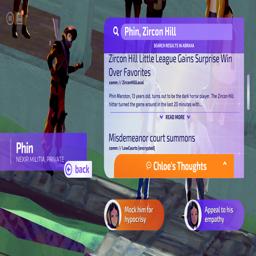 Phin, Zircon Hill
SEARCH RESULTS IN ABRAXA
Zircon Hill Little League Gains Surprise Win
Over Favorites
comm: // ZirconHillLocal
Phin Marston, 13 years old, turns out to be the dark horse player. The Zircon Hill
hitter turned the game around in the last 20 minutes with...
READ MORE
Misdemeanor court summons
comm: // LawCourts [encrypted]
Chloe's Thoughts
Phin
NEXIP, MILITIA, PRIVATE
back
Mock him for
hypocrisy
Appeal to his
empathy